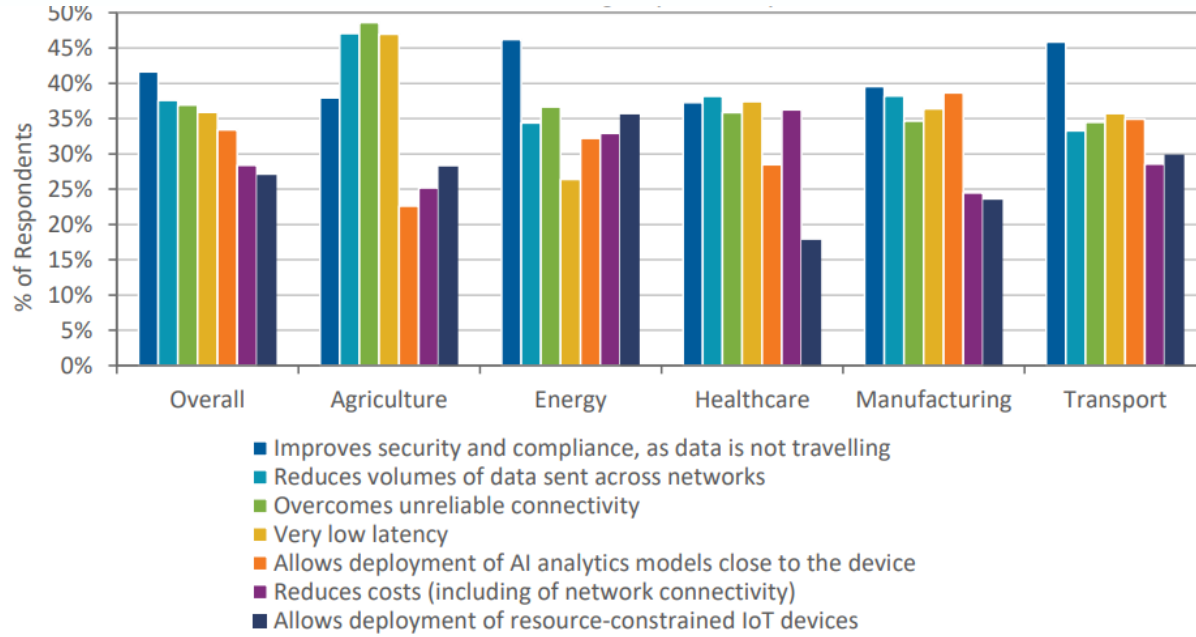 50%
45%
40%
35%
30%
25%
20%
15%
10%
5%
0%
% of Respondents
Overall Agriculture Energy Healthcare Manufacturing Transport
Improves security and compliance, as data is not travelling
Reduces volumes of data sent across networks
Overcomes unreliable connectivity
Very low latency
Allows deployment of AI analytics models close to the device
Reduces costs (including of network connectivity)
Allows deployment of resource-constrained IoT devices